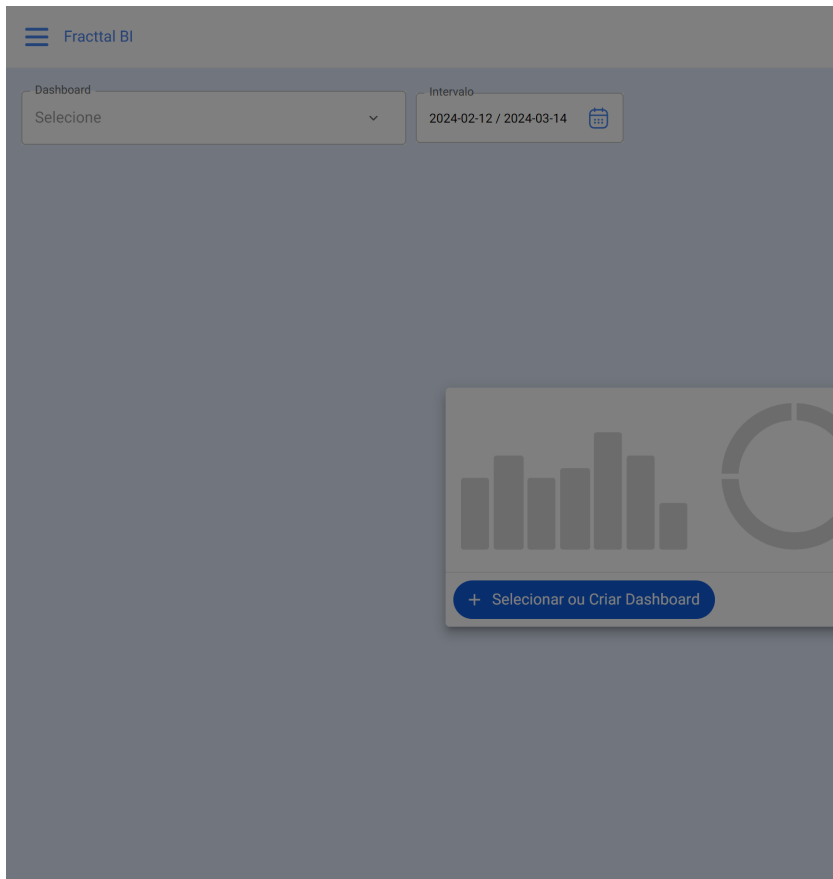 Fracttal BI
Dashboard
Selecione
Intervalo
2024-02-12 / 2024-03-14
+ Selecionar ou Criar Dashboard